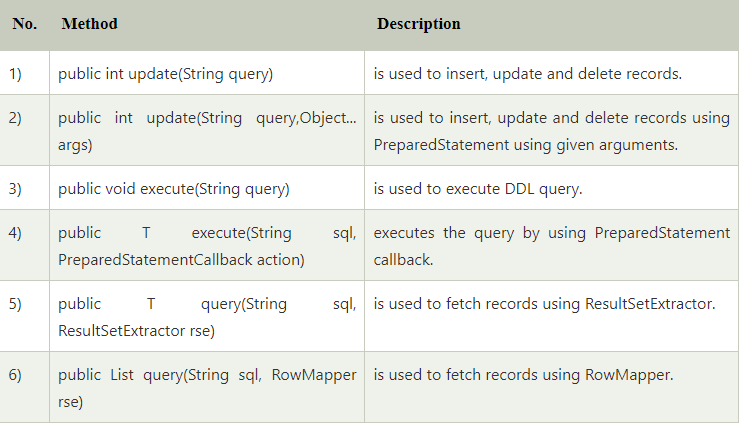 No. Method Description
1) public int update(String query) is used to insert, update and delete records.
2) public int update(String query,Object... is used to insert, update and delete records using
args) PreparedStatement using given arguments.
3) public void execute(String query) is used to execute DDL query.
4) public T execute(String sql, executes the query by using PreparedStatement
PreparedStatementCallback action) callback.
5) public T query(String sql, is used to fetch records using ResultSetExtractor.
ResultSetExtractor rse)
6) public List query(String sql, RowMapper is used to fetch records using RowMapper.
rse)